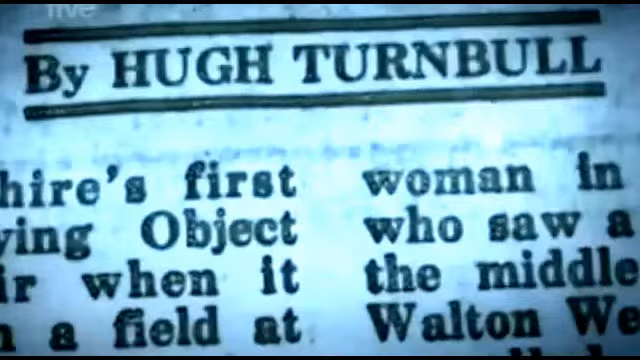 five
By HUGH TURNBULL
hire's first
ying Object
ir when it
a field at
woman in
who saw a
the middle
Walton We